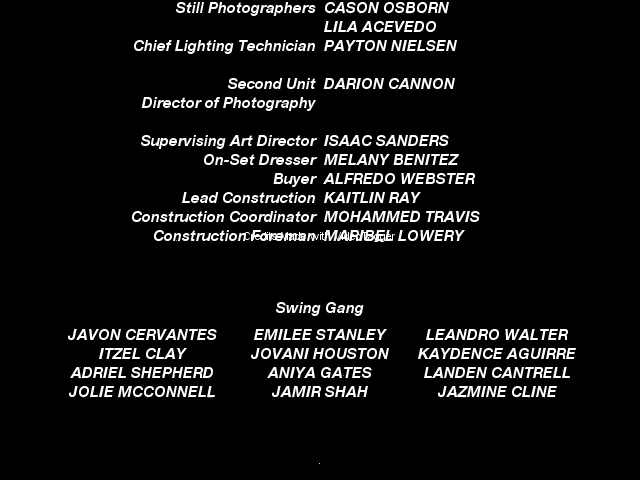 Still Photographers CASON OSBORN
LILA ACEVEDO
Chief Lighting Technician PAYTON NIELSEN
Second Unit DARION CANNON
Director of Photography
Supervising Art Director ISAAC SANDERS
On-Set Dresser MELANY BENITEZ
Buyer ALFREDO WEBSTER
Lead Construction KAITLIN RAY
Construction Coordinator MOHAMMED TRAVIS
Construction Foreman MARIBEL LOWERY
Credits Made with
Swing Gang
JAVON CERVANTES EMILEE STANLEY LEANDRO WALTER
ITZEL CLAY JOVANI HOUSTON KAYDENCE AGUIRRE
ADRIEL SHEPHERD ANIYA GATES LANDEN CANTRELL
JOLIE MCCONNELL JAMIR SHAH JAZMINE CLINE